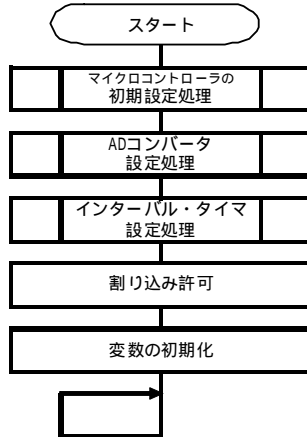 スタート
マイクロコントローラの
初期設定処理
ADコンバータ
設定処理
インターバル・タイマ
設定処理
割り込み許可
変数の初期化